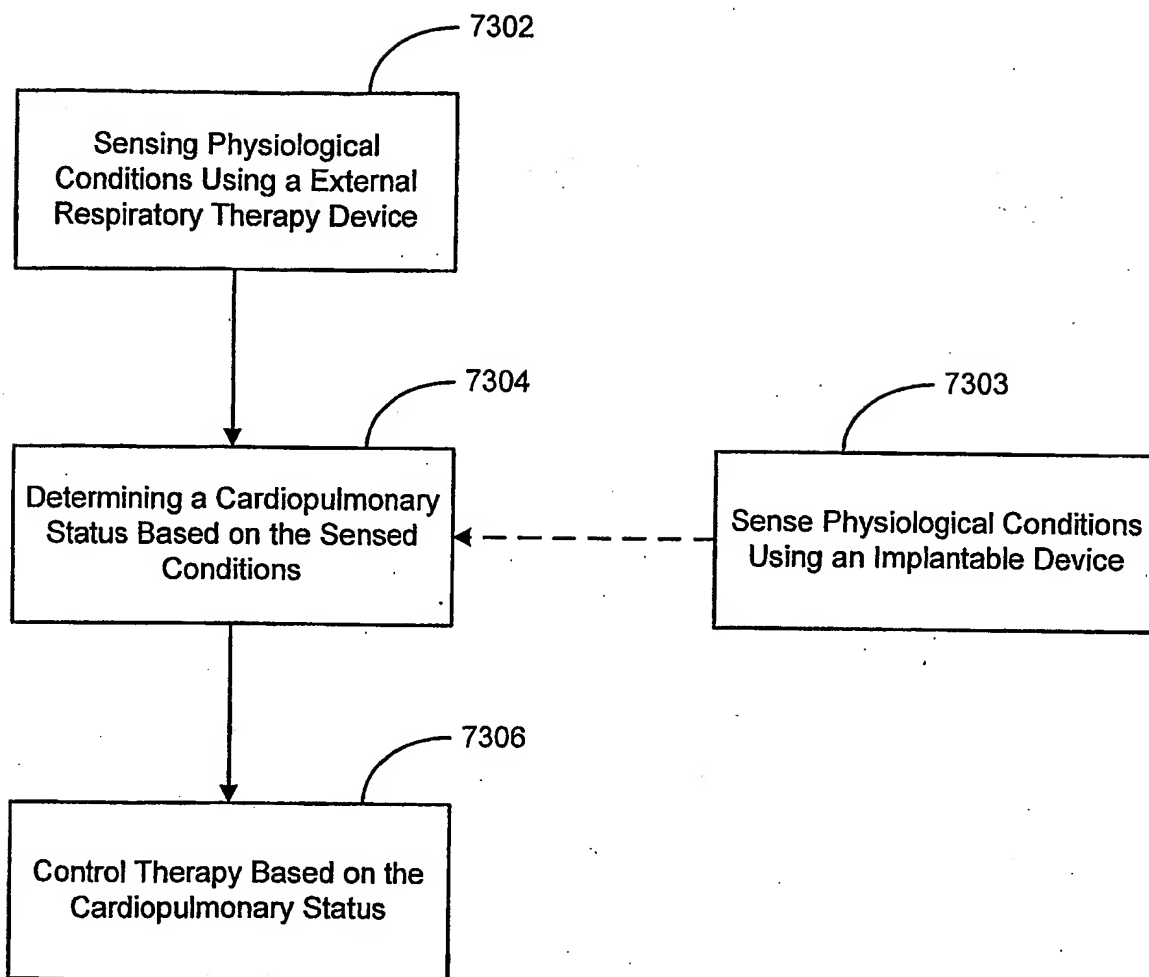 7302
Sensing Physiological
Conditions Using a External
Respiratory Therapy Device
7304
Determining a Cardiopulmonary
Status Based on the Sensed
Conditions
7303
Sense Physiological Conditions
Using an Implantable Device
7306
Control Therapy Based on the
Cardiopulmonary Status